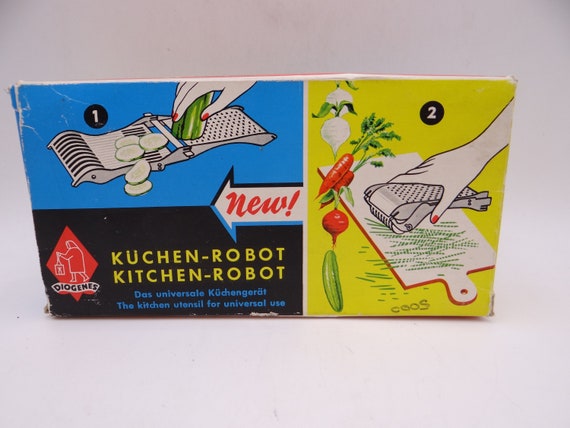 1
2
New!
KÜCHEN-ROBOT
KITCHEN-ROBOT
DIOGENES
Das universale Küchengerät
The kitchen utensil for universal use